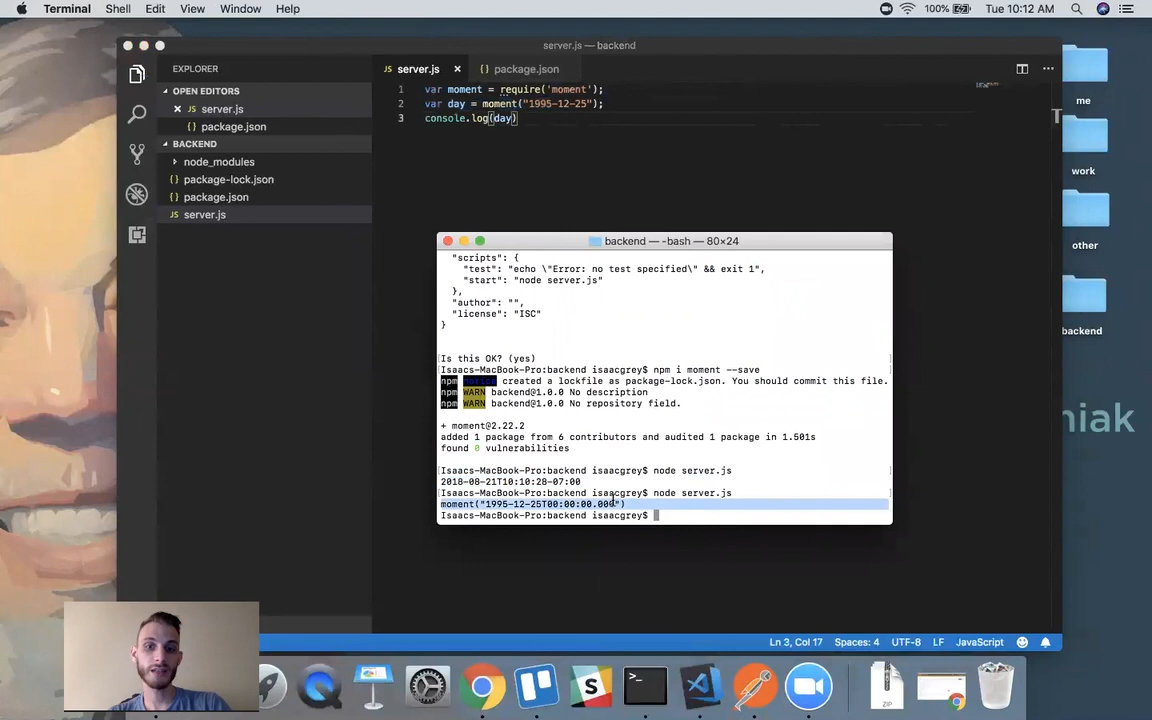 Terminal Shell Edit View Window Help 100% Tue 10:12 AM
server.js — backend
EXPLORER
server.js
package.json
OPEN EDITORS
server.js
package.json
BACKEND
node_modules
package-lock.json
package.json
server.js
1 var moment = require('moment');
2 var day = moment("1995-12-25");
3 console.log(day)
backend — -bash — 80×24
"scripts": {
"test": "echo \"Error: no test specified\" && exit 1",
"start": "node server.js"
},
"author": "",
"license": "ISC"
}
Is this OK? (yes)
Isaacs-MacBook-Pro:backend isaacgrey$ npm i moment --save
npm notice created a lockfile as package-lock.json. You should commit this file.
npm WARN backend@1.0.0 No description
npm WARN backend@1.0.0 No repository field.
+ moment@2.22.2
added 1 package from 6 contributors and audited 1 package in 1.501s
found 0 vulnerabilities
Isaacs-MacBook-Pro:backend isaacgrey$ node server.js
2018-08-21T10:10:28-07:00
Isaacs-MacBook-Pro:backend isaacgrey$ node server.js
moment("1995-12-25T00:00:00.000")
Isaacs-MacBook-Pro:backend isaacgrey$
me
work
other
backend
niak
Ln 3, Col 17 Spaces: 4 UTF-8 LF JavaScript
ZIP